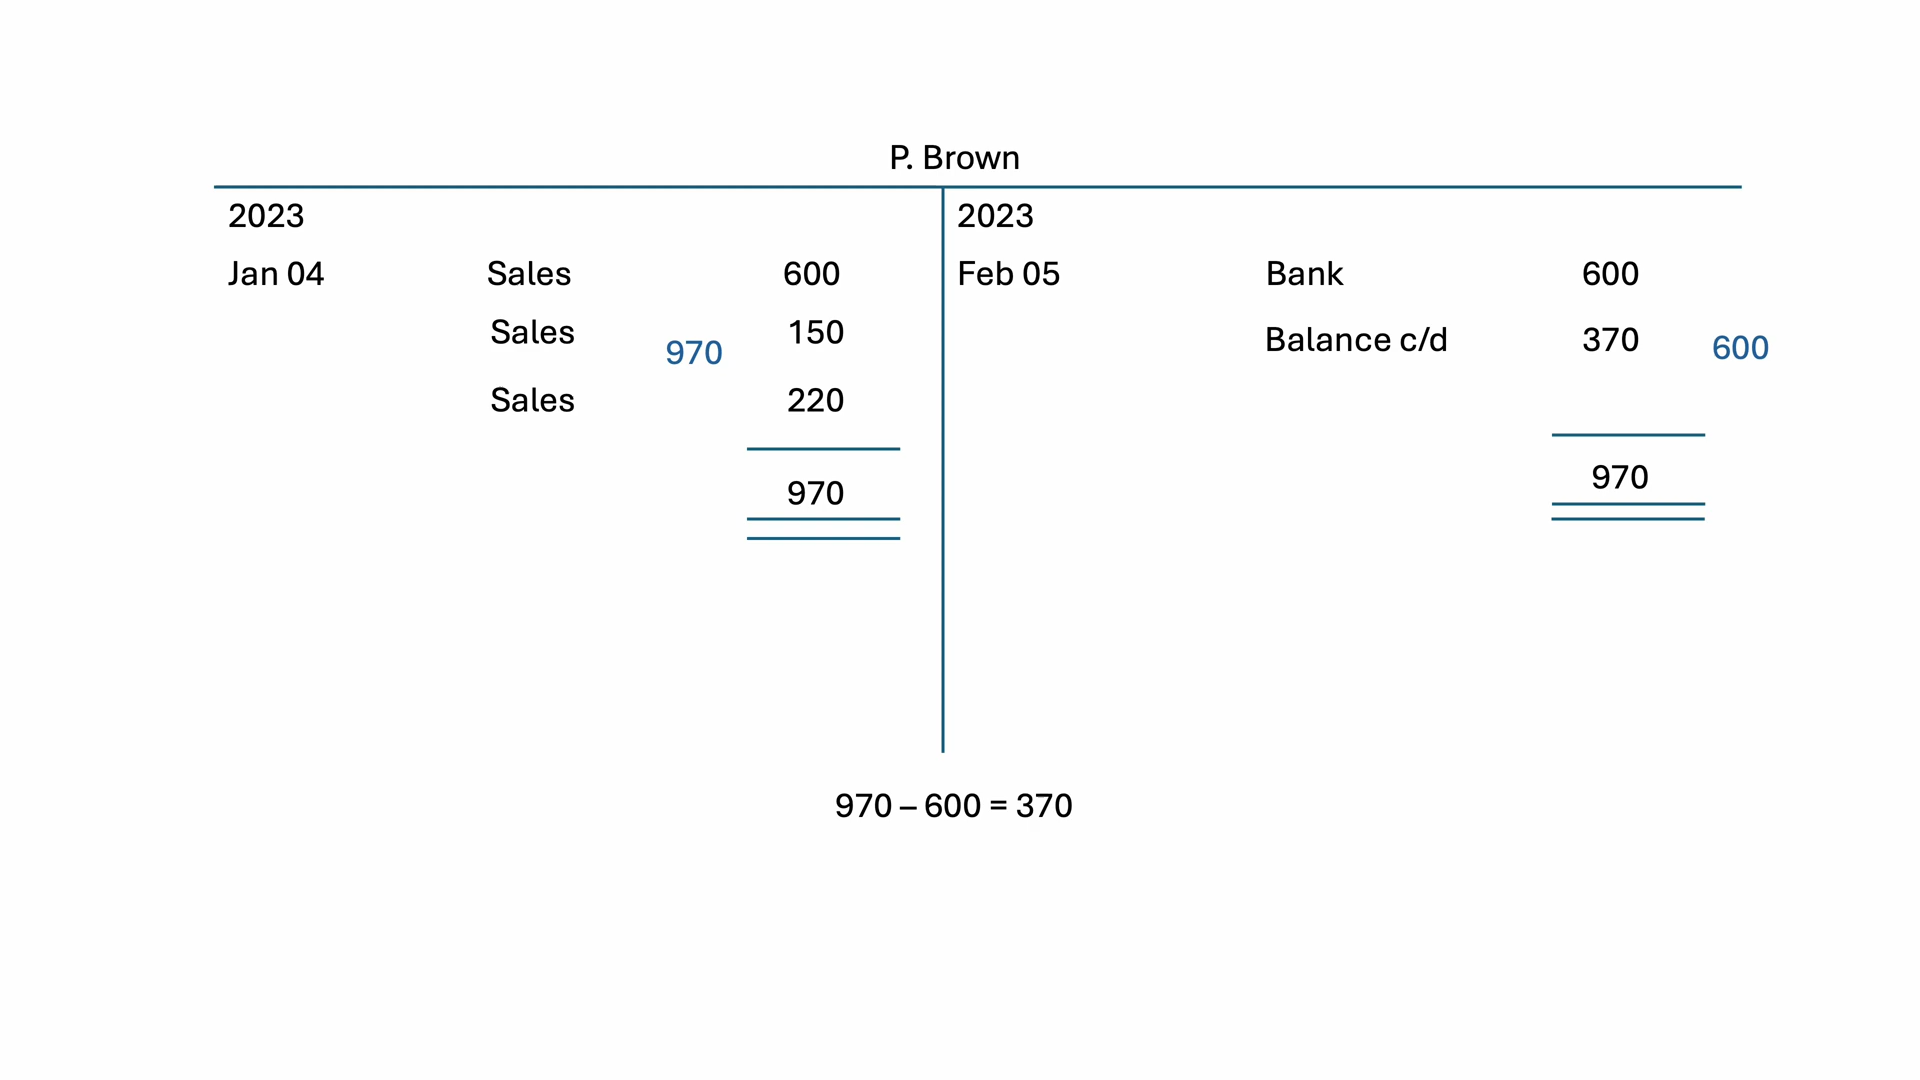 P. Brown
2023 2023
Jan 04 Sales 600 Feb 05 Bank 600
Sales 150 Balance c/d 370
970 600
Sales 220
970 970
970 – 600 = 370